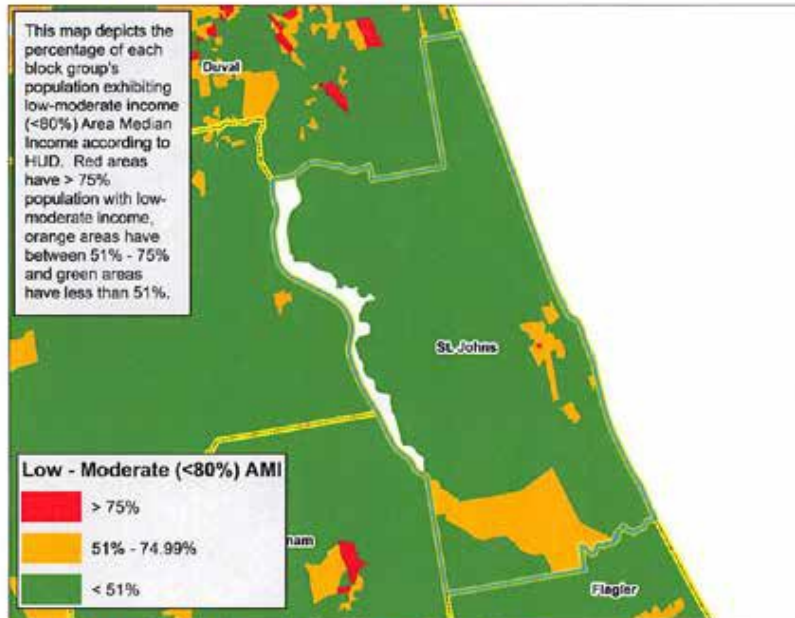 This map depicts the
percentage of each
block group's
population exhibiting
low-moderate income
(<80%) Area Median
Income according to
HUD. Red areas
have > 75%
population with low-
moderate income,
orange areas have
between 51% - 75%
and green areas
have less than 51%.
Duval
St. Johns
Low - Moderate (<80%) AMI
> 75%
51% - 74.99%
< 51%
nam
Flagler